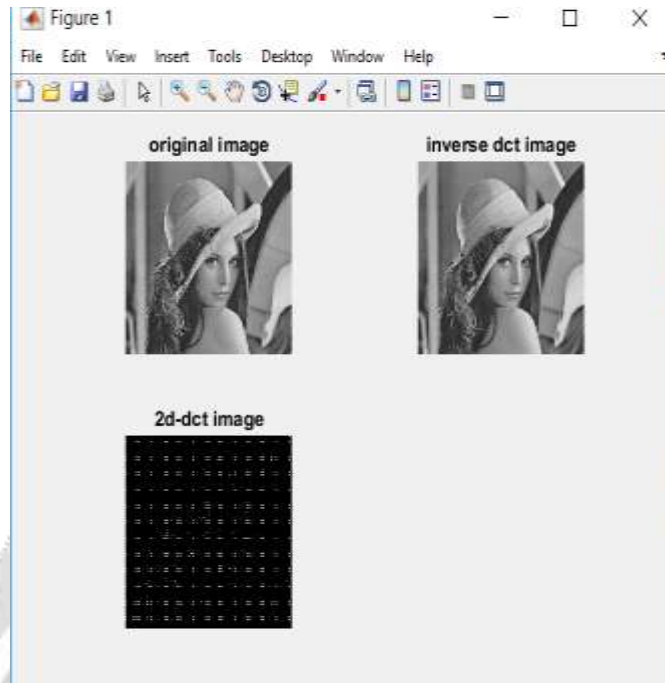 Figure 1
File Edit View Insert Tools Desktop Window Help
original image
inverse dct image
2d-dct image